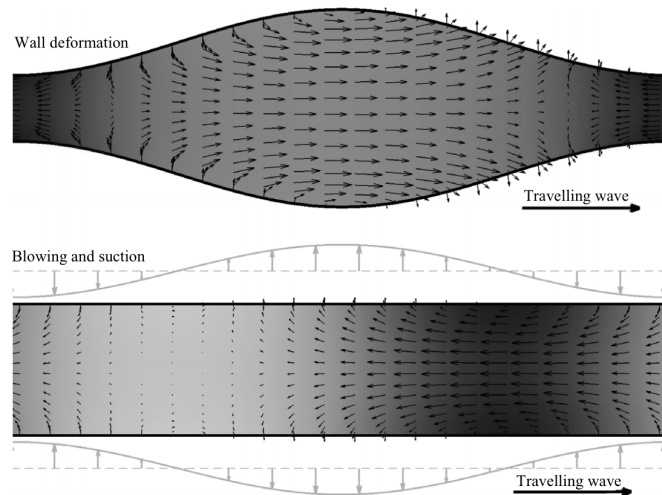 Wall deformation
Travelling wave
Blowing and suction
Travelling wave